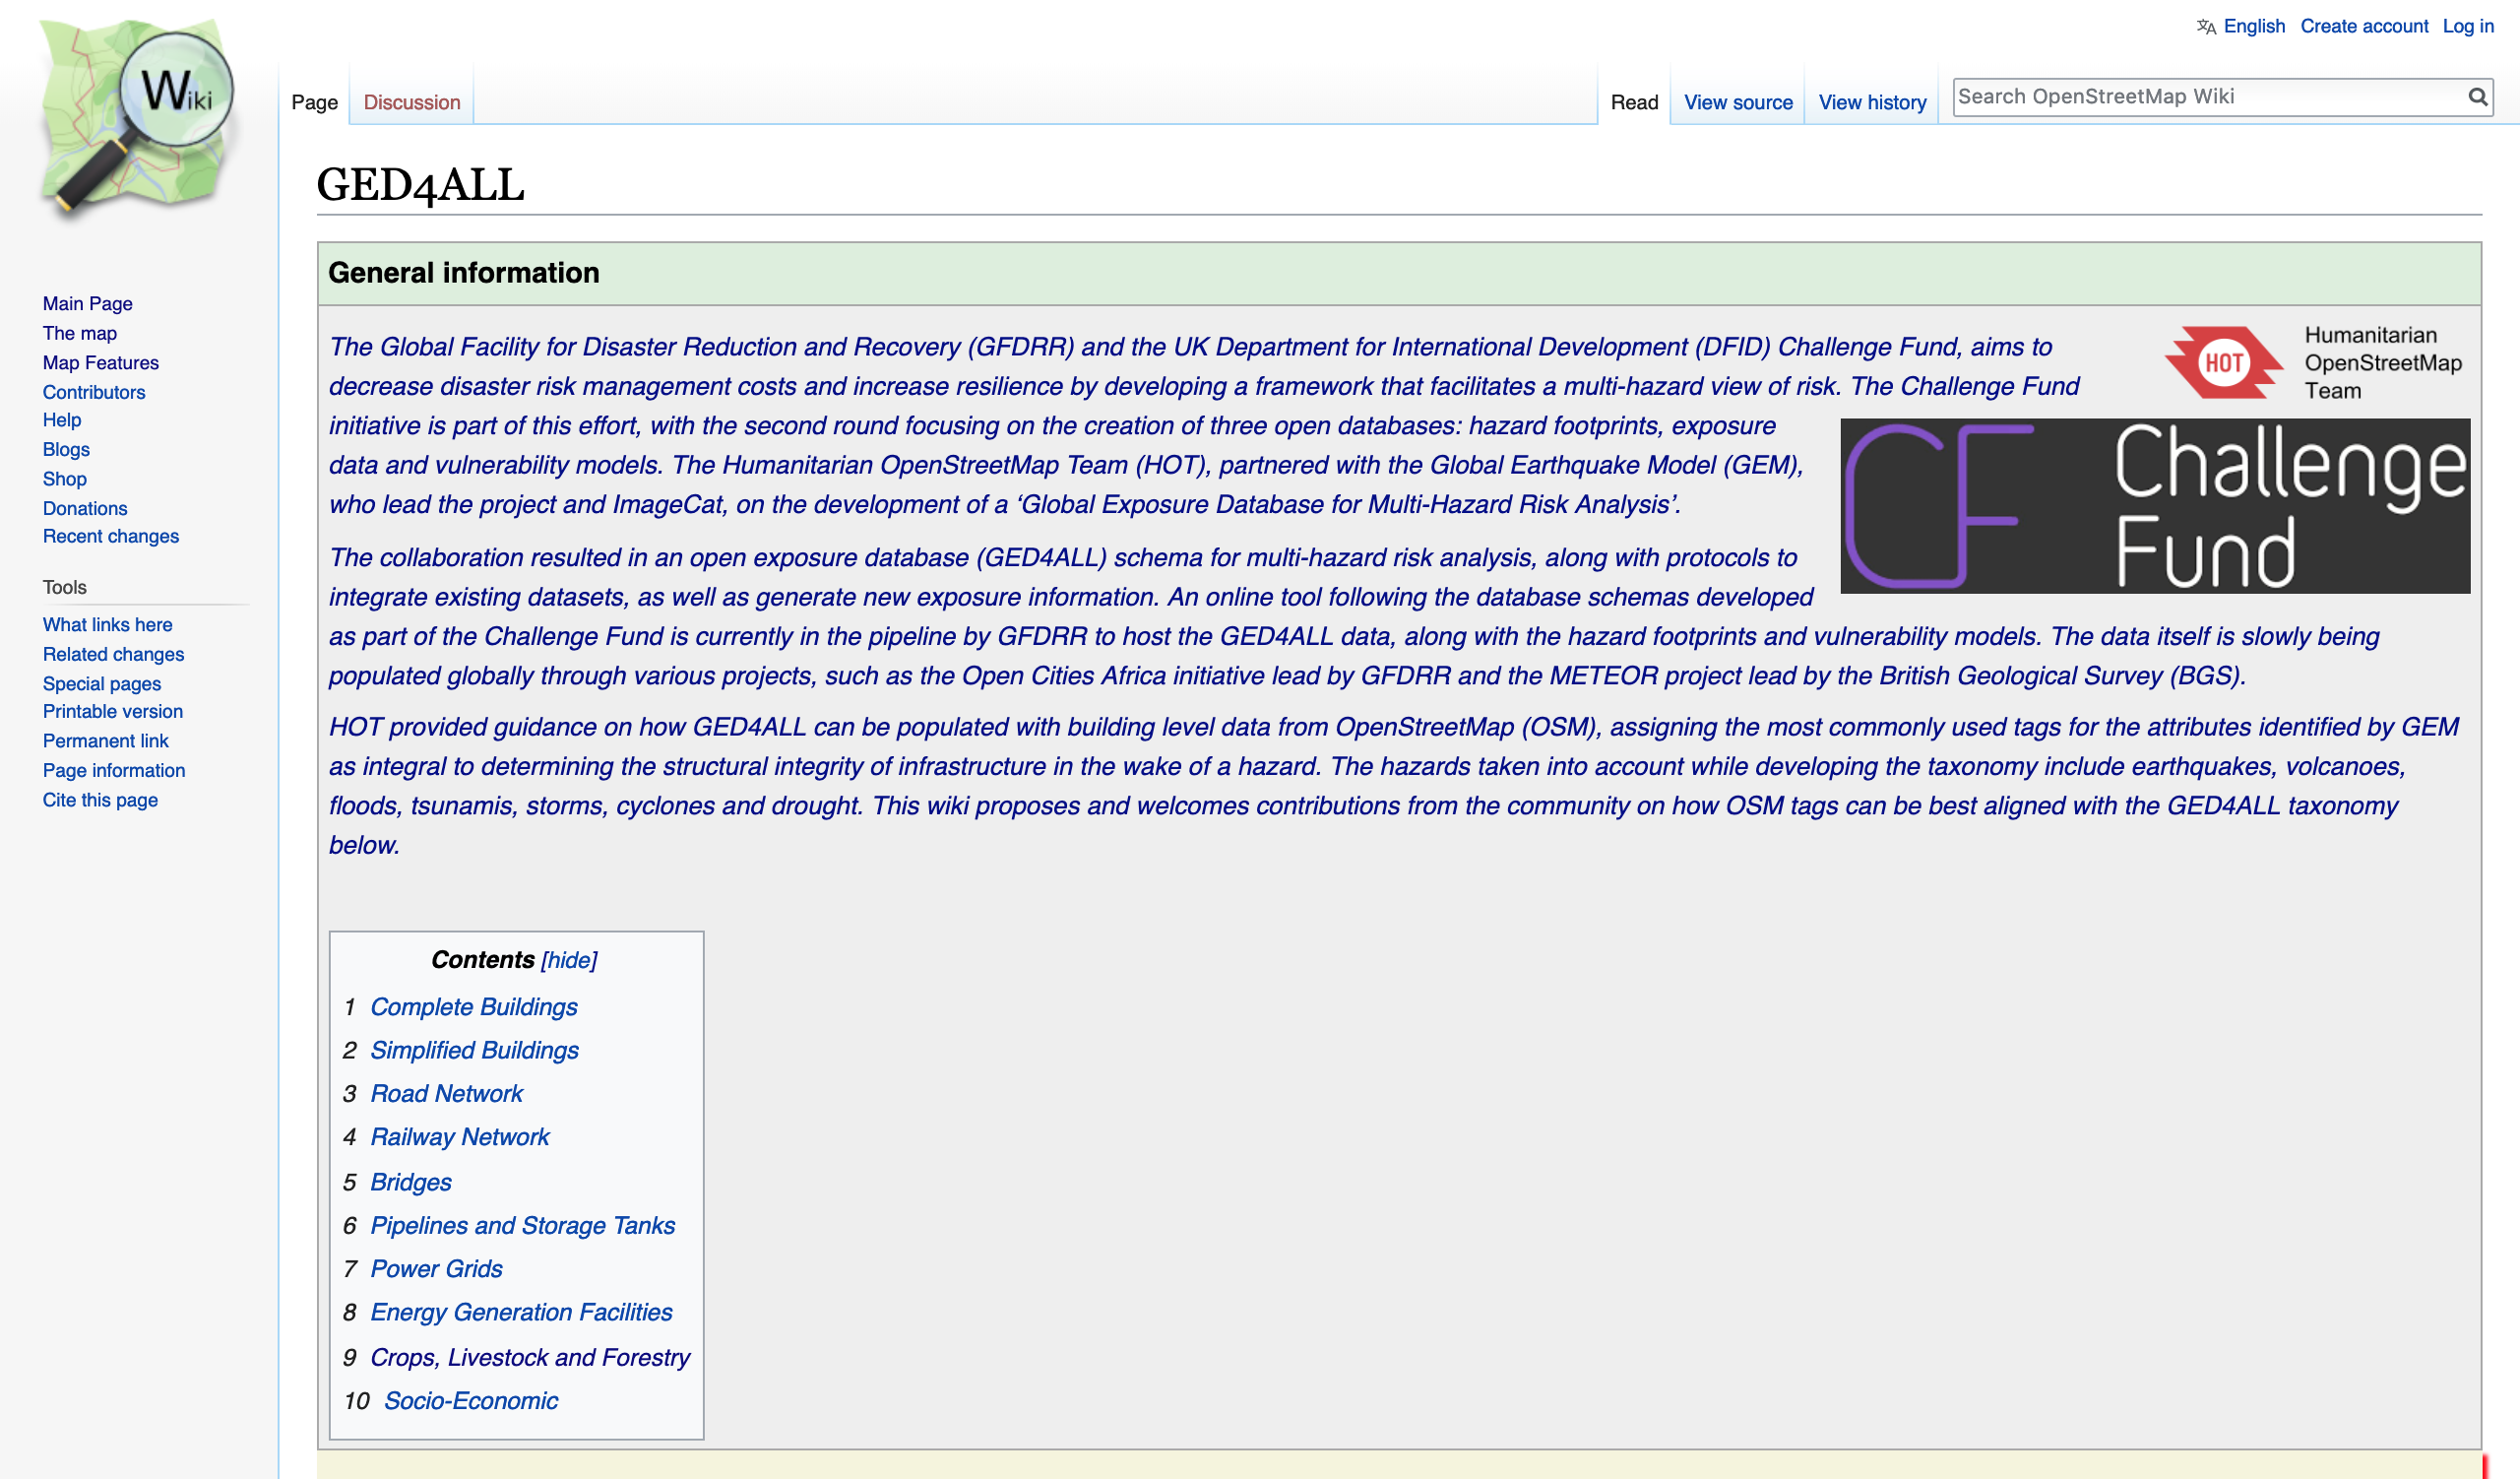 English Create account Log in
Wiki
Page Discussion Read View source View history Search OpenStreetMap Wiki
GED4ALL
General information
The Global Facility for Disaster Reduction and Recovery (GFDRR) and the UK Department for International Development (DFID) Challenge Fund, aims to
decrease disaster risk management costs and increase resilience by developing a framework that facilitates a multi-hazard view of risk. The Challenge Fund
initiative is part of this effort, with the second round focusing on the creation of three open databases: hazard footprints, exposure
data and vulnerability models. The Humanitarian OpenStreetMap Team (HOT), partnered with the Global Earthquake Model (GEM),
who lead the project and ImageCat, on the development of a ‘Global Exposure Database for Multi-Hazard Risk Analysis’.
The collaboration resulted in an open exposure database (GED4ALL) schema for multi-hazard risk analysis, along with protocols to
integrate existing datasets, as well as generate new exposure information. An online tool following the database schemas developed
as part of the Challenge Fund is currently in the pipeline by GFDRR to host the GED4ALL data, along with the hazard footprints and vulnerability models. The data itself is slowly being
populated globally through various projects, such as the Open Cities Africa initiative lead by GFDRR and the METEOR project lead by the British Geological Survey (BGS).
HOT provided guidance on how GED4ALL can be populated with building level data from OpenStreetMap (OSM), assigning the most commonly used tags for the attributes identified by GEM
as integral to determining the structural integrity of infrastructure in the wake of a hazard. The hazards taken into account while developing the taxonomy include earthquakes, volcanoes,
floods, tsunamis, storms, cyclones and drought. This wiki proposes and welcomes contributions from the community on how OSM tags can be best aligned with the GED4ALL taxonomy
below.
HOT
Humanitarian
OpenStreetMap
Team
CF
Challenge
Fund
Contents [hide]
1 Complete Buildings
2 Simplified Buildings
3 Road Network
4 Railway Network
5 Bridges
6 Pipelines and Storage Tanks
7 Power Grids
8 Energy Generation Facilities
9 Crops, Livestock and Forestry
10 Socio-Economic
Main Page
The map
Map Features
Contributors
Help
Blogs
Shop
Donations
Recent changes
Tools
What links here
Related changes
Special pages
Printable version
Permanent link
Page information
Cite this page